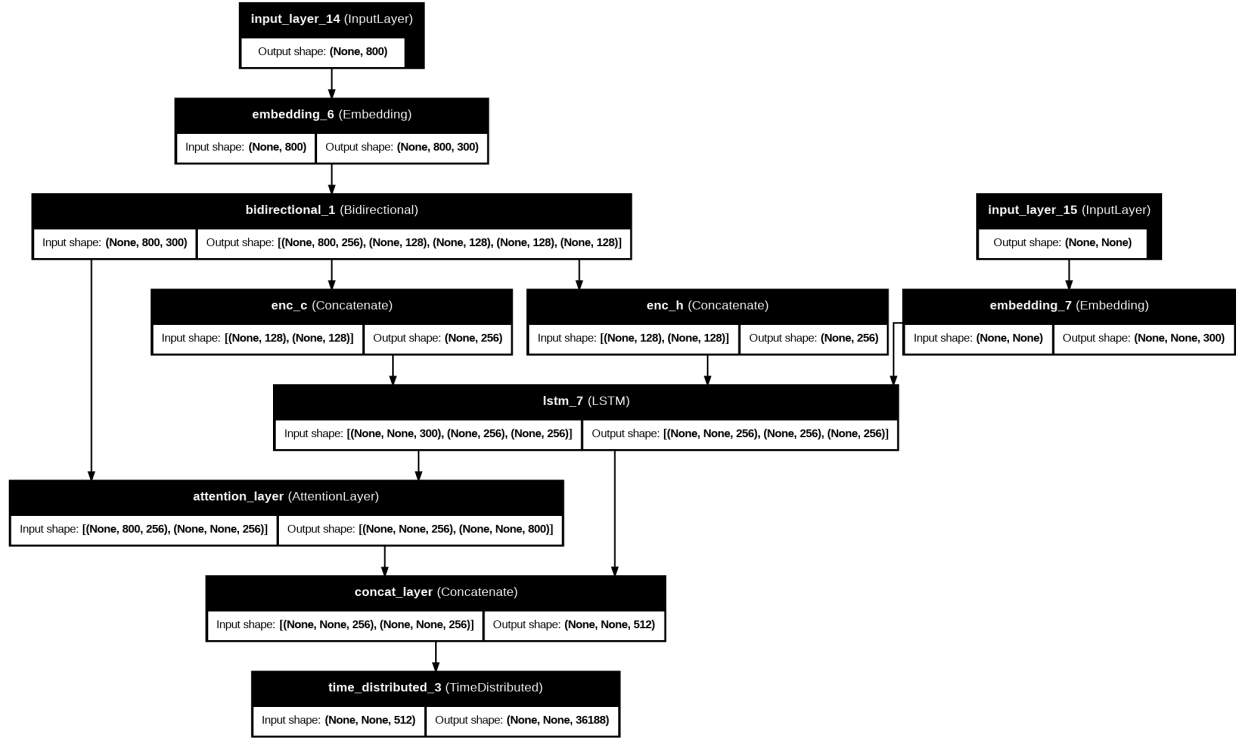 input_layer_14 (InputLayer)
Output shape: (None, 800)
embedding_6 (Embedding)
Input shape: (None, 800) Output shape: (None, 800, 300)
bidirectional_1 (Bidirectional)
Input shape: (None, 800, 300) Output shape: [(None, 800, 256), (None, 128), (None, 128), (None, 128), (None, 128)]
input_layer_15 (InputLayer)
Output shape: (None, None)
enc_c (Concatenate)
Input shape: [(None, 128), (None, 128)] Output shape: (None, 256)
enc_h (Concatenate)
Input shape: [(None, 128), (None, 128)] Output shape: (None, 256)
embedding_7 (Embedding)
Input shape: (None, None) Output shape: (None, None, 300)
lstm_7 (LSTM)
Input shape: [(None, None, 300), (None, 256), (None, 256)] Output shape: [(None, None, 256), (None, 256), (None, 256)]
attention_layer (AttentionLayer)
Input shape: [(None, 800, 256), (None, None, 256)] Output shape: [(None, None, 256), (None, None, 800)]
concat_layer (Concatenate)
Input shape: [(None, None, 256), (None, None, 256)] Output shape: (None, None, 512)
time_distributed_3 (TimeDistributed)
Input shape: (None, None, 512) Output shape: (None, None, 36188)